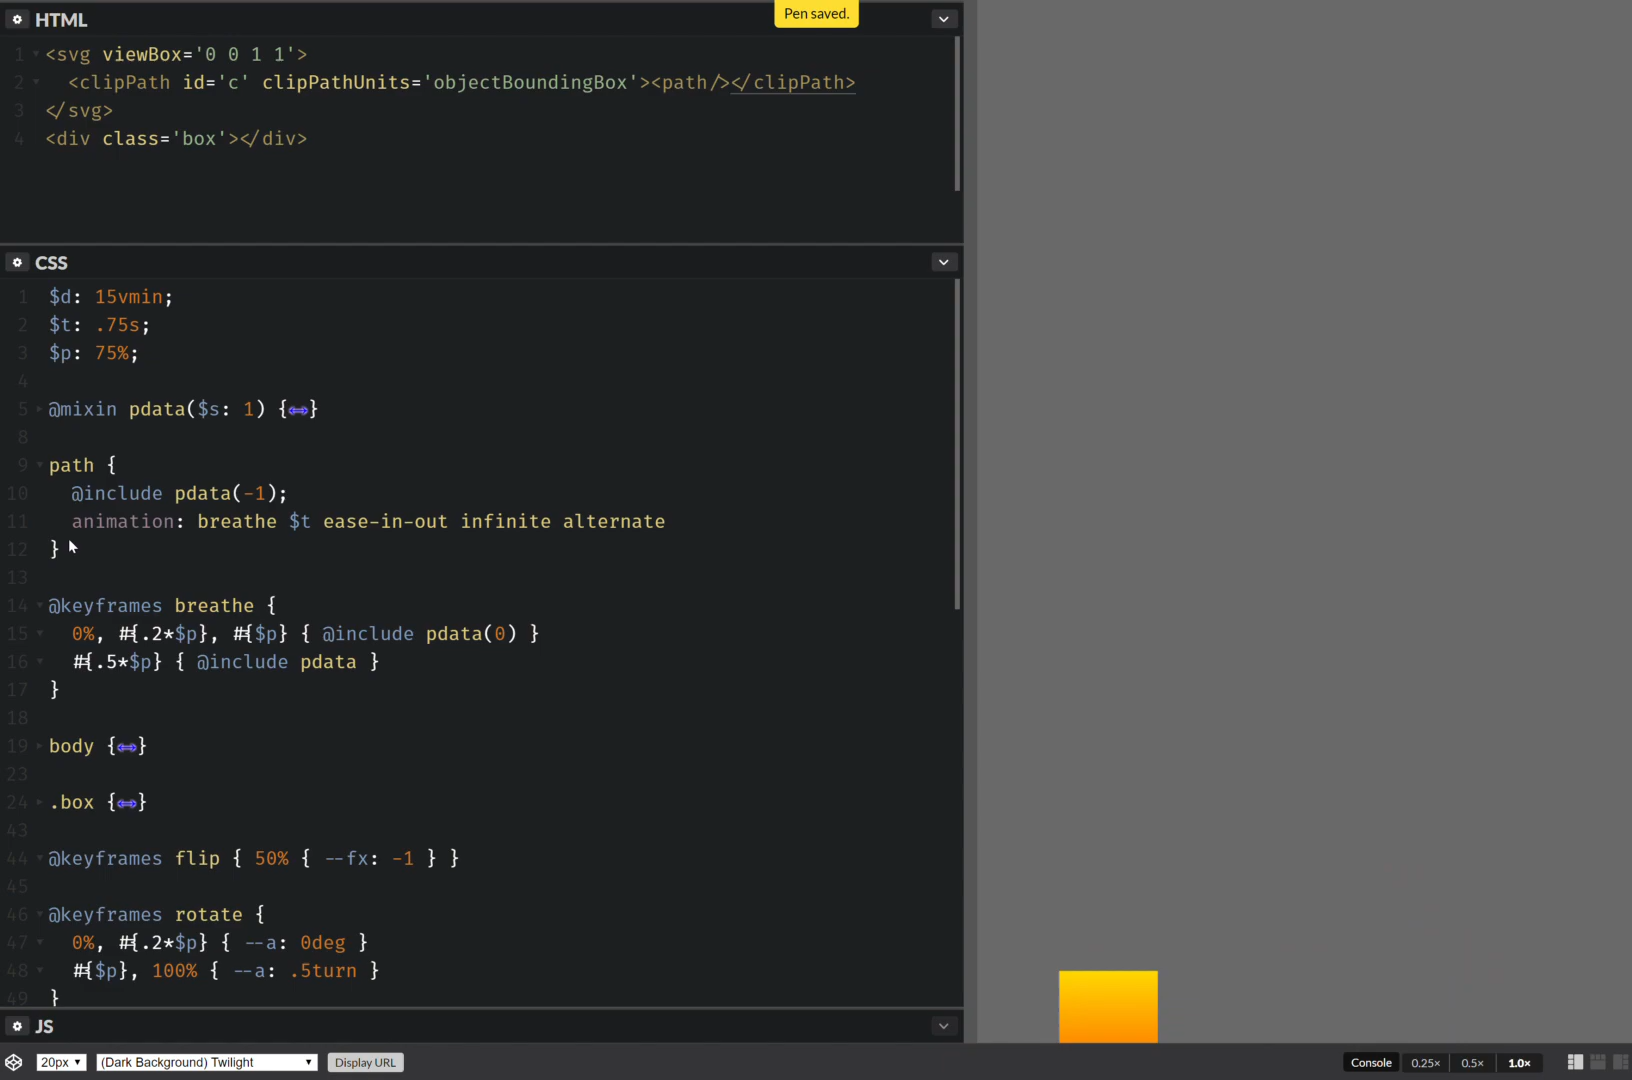 Pen saved.
HTML
1 <svg viewBox='0 0 1 1'>
2 <clipPath id='c' clipPathUnits='objectBoundingBox'><path/></clipPath>
3 </svg>
4 <div class='box'></div>
CSS
1 $d: 15vmin;
2 $t: .75s;
3 $p: 75%;
4
5 @mixin pdata($s: 1) {↔}
8
9 path {
10 @include pdata(-1);
11 animation: breathe $t ease-in-out infinite alternate
12 }
13
14 @keyframes breathe {
15 0%, #{.2*$p}, #{$p} { @include pdata(0) }
16 #{.5*$p} { @include pdata }
17 }
18
19 body {↔}
23
24 .box {↔}
43
44 @keyframes flip { 50% { --fx: -1 } }
45
46 @keyframes rotate {
47 0%, #{.2*$p} { --a: 0deg }
48 #{$p}, 100% { --a: .5turn }
49 }
JS
20px ▼ (Dark Background) Twilight ▼ Display URL Console 0.25× 0.5× 1.0×